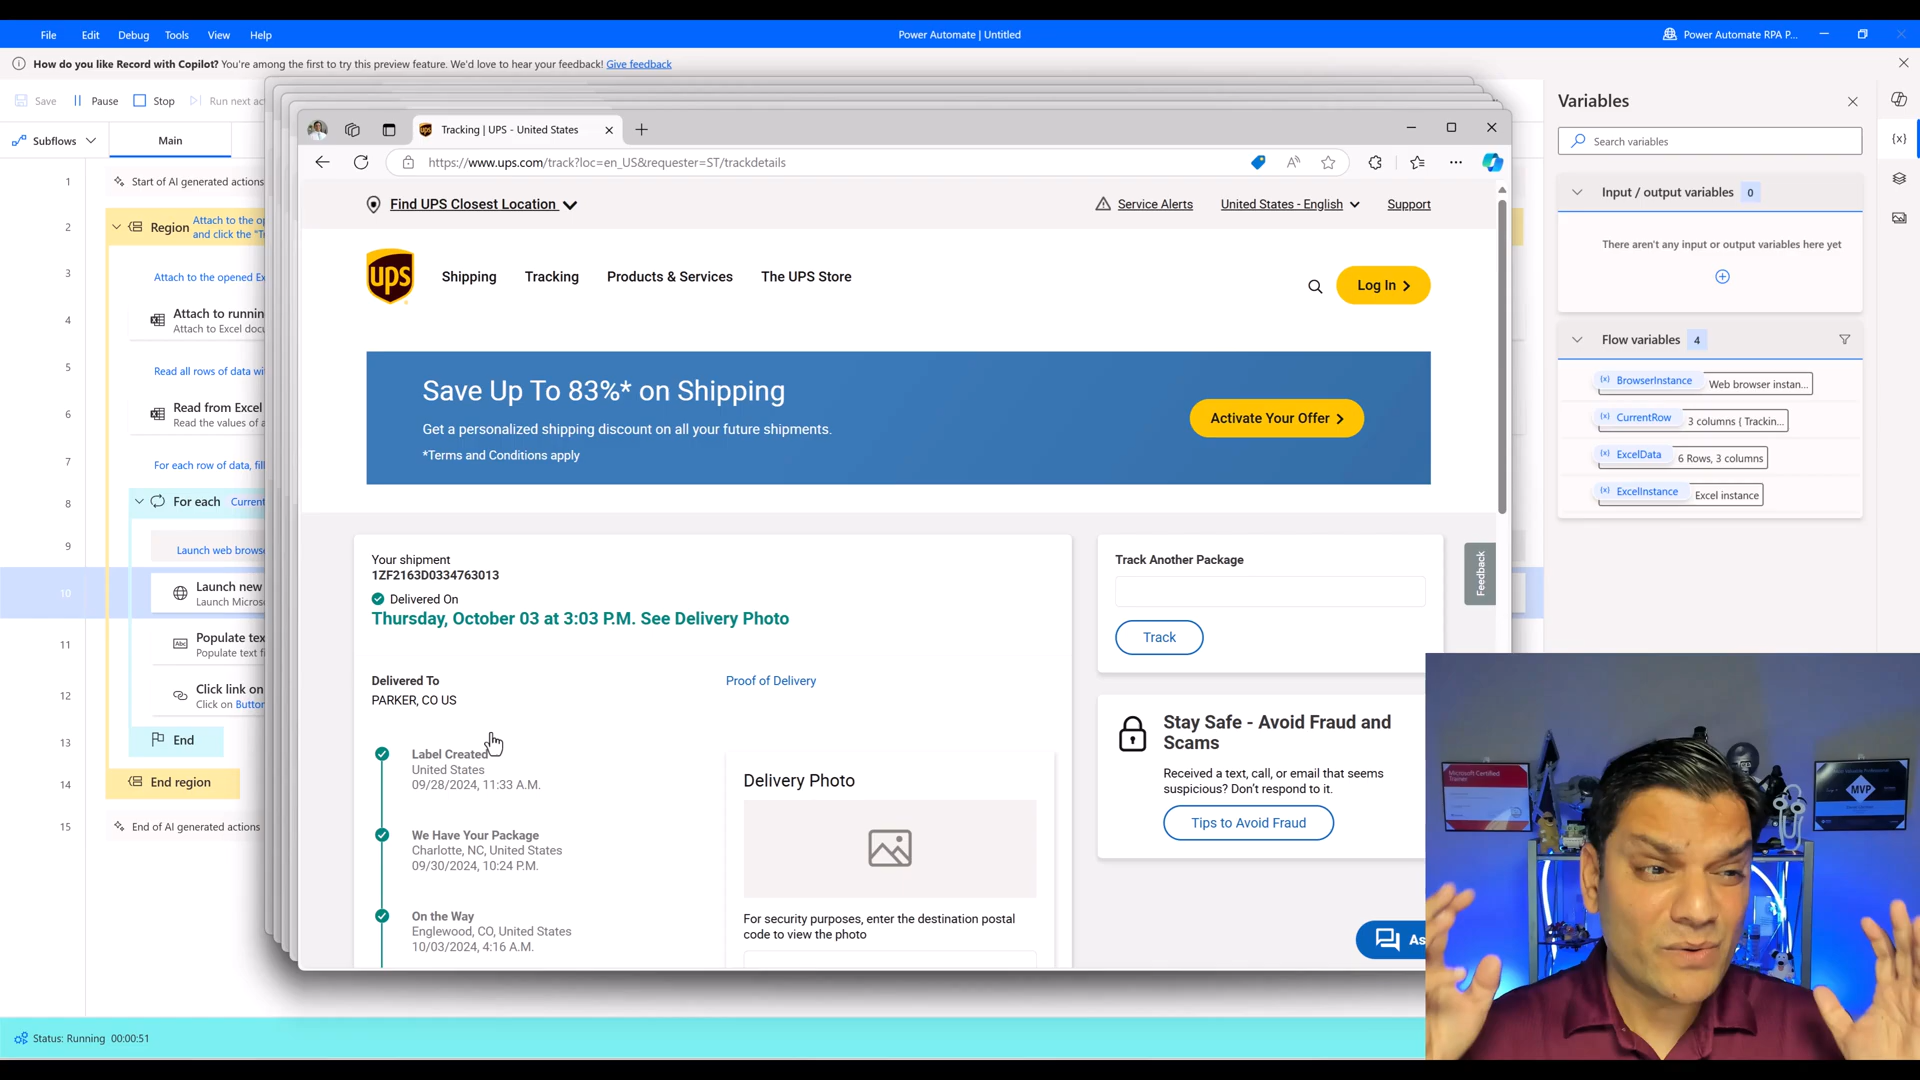 File Edit Debug Tools View Help
Power Automate | Untitled
Power Automate RPA P...
How do you like Record with Copilot? You're among the first to try this preview feature. We'd love to hear your feedback! Give feedback
Save Pause Stop Run next ac
Subflows
Main
1 Start of AI generated actions
2 Region Attach to the op
and click the "Tr
3 Attach to the opened Ex
4 Attach to runnin
Attach to Excel docu
5 Read all rows of data wi
6 Read from Excel
Read the values of a
7 For each row of data, fil
8 For each Current
9 Launch web brows
10 Launch new
Launch Micros
11 Populate tex
Populate text f
12 Click link on
Click on Button
13 End
14 End region
15 End of AI generated actions
Status: Running 00:00:51
Tracking | UPS - United States
https://www.ups.com/track?loc=en_US&requester=ST/trackdetails
Find UPS Closest Location
Service Alerts
United States - English
Support
ups
Shipping Tracking Products & Services The UPS Store
Log In
Save Up To 83%* on Shipping
Get a personalized shipping discount on all your future shipments.
*Terms and Conditions apply
Activate Your Offer
Your shipment
1ZF2163D0334763013
Delivered On
Thursday, October 03 at 3:03 P.M. See Delivery Photo
Delivered To
PARKER, CO US
Proof of Delivery
Label Created
United States
09/28/2024, 11:33 A.M.
We Have Your Package
Charlotte, NC, United States
09/30/2024, 10:24 P.M.
On the Way
Englewood, CO, United States
10/03/2024, 4:16 A.M.
Delivery Photo
For security purposes, enter the destination postal
code to view the photo
Track Another Package
Track
Feedback
Stay Safe - Avoid Fraud and
Scams
Received a text, call, or email that seems
suspicious? Don't respond to it.
Tips to Avoid Fraud
As
Variables
Search variables
Input / output variables 0
There aren't any input or output variables here yet
Flow variables 4
BrowserInstance Web browser instan...
CurrentRow 3 columns { Trackin...
ExcelData 6 Rows, 3 columns
ExcelInstance Excel instance
Microsoft Certified
Trainer
MVP